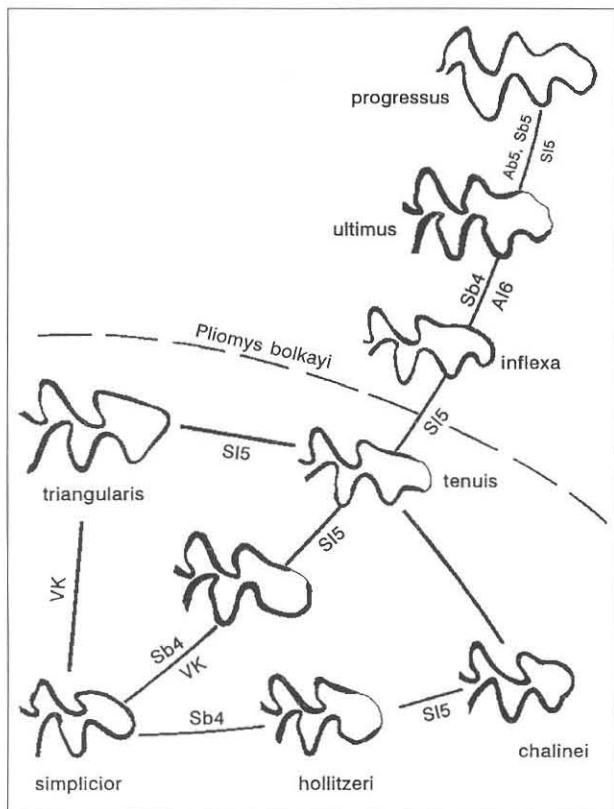 progressus
Ab5, Sb5
Sl5
ultimus
Sb4
Al6
Pliomys bolkayi
inflexa
Sl5
Sl5
triangularis
tenuis
Sl5
VK
Sb4
VK
Sb4
Sl5
simplicior
hollitzeri
chalinei